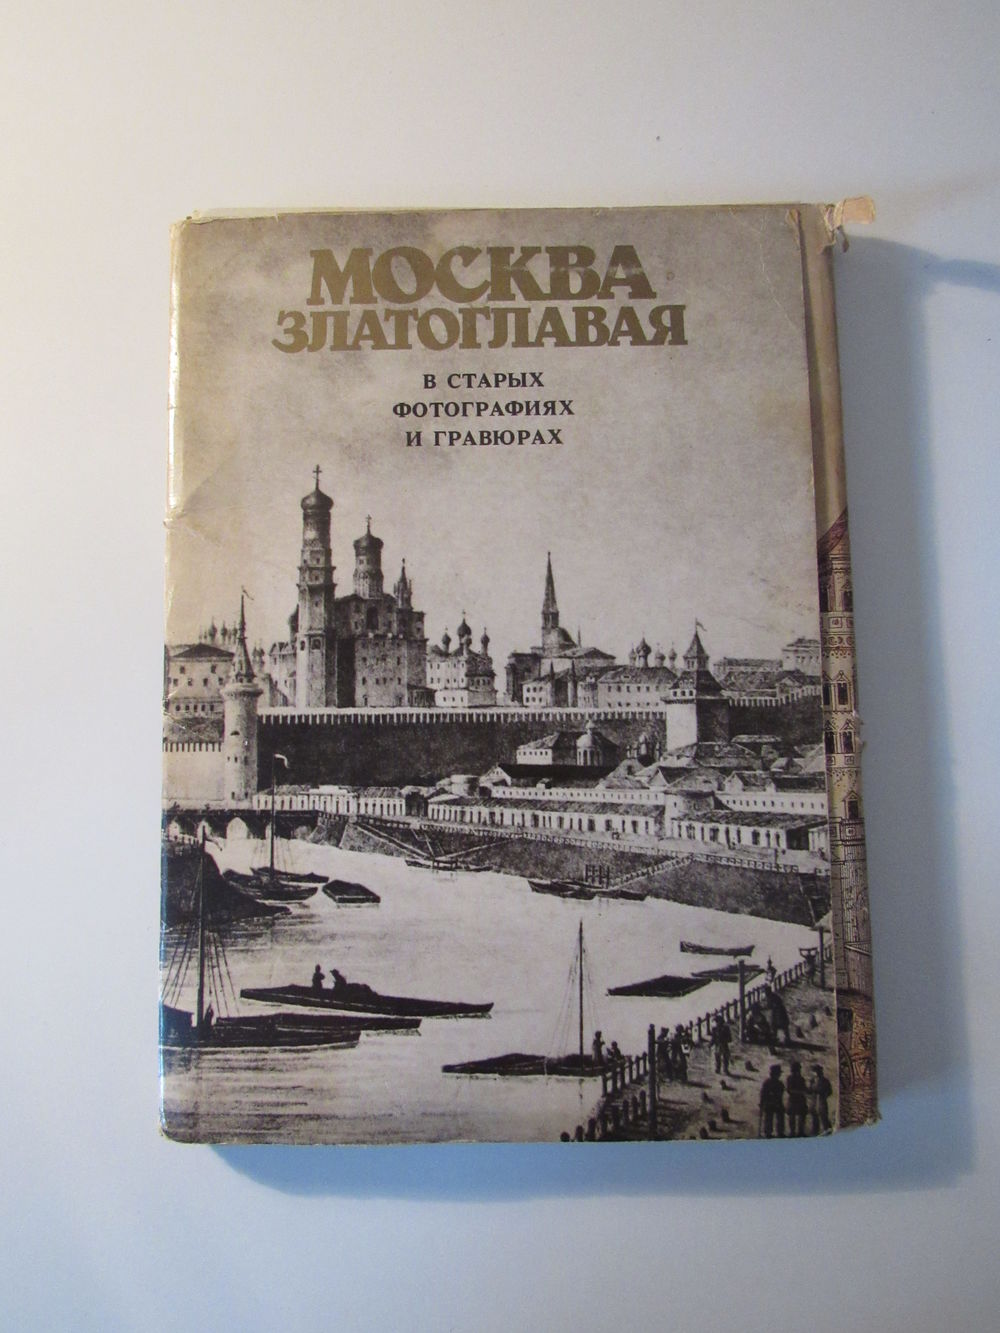 МОСКВА
ЗЛАТОГЛАВАЯ
В СТАРЫХ
ФОТОГРАФИЯХ
И ГРАВЮРАХ